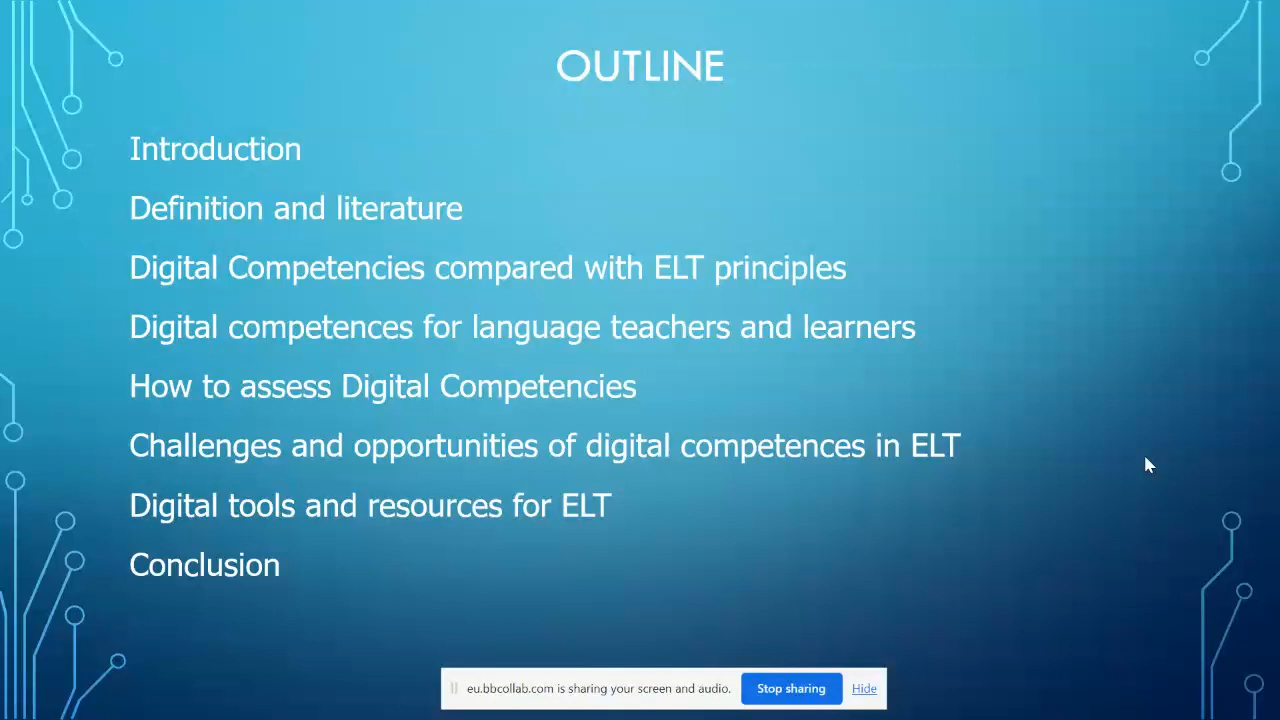 OUTLINE
Introduction
Definition and literature
Digital Competencies compared with ELT principles
Digital competences for language teachers and learners
How to assess Digital Competencies
Challenges and opportunities of digital competences in ELT
Digital tools and resources for ELT
Conclusion
eu.bbcollab.com is sharing your screen and audio. Stop sharing Hide